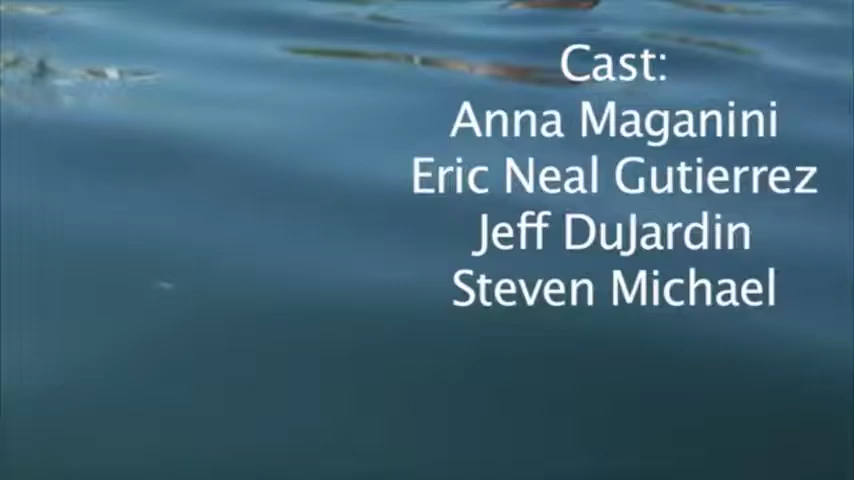 Cast:
Anna Maganini
Eric Neal Gutierrez
Jeff DuJardin
Steven Michael